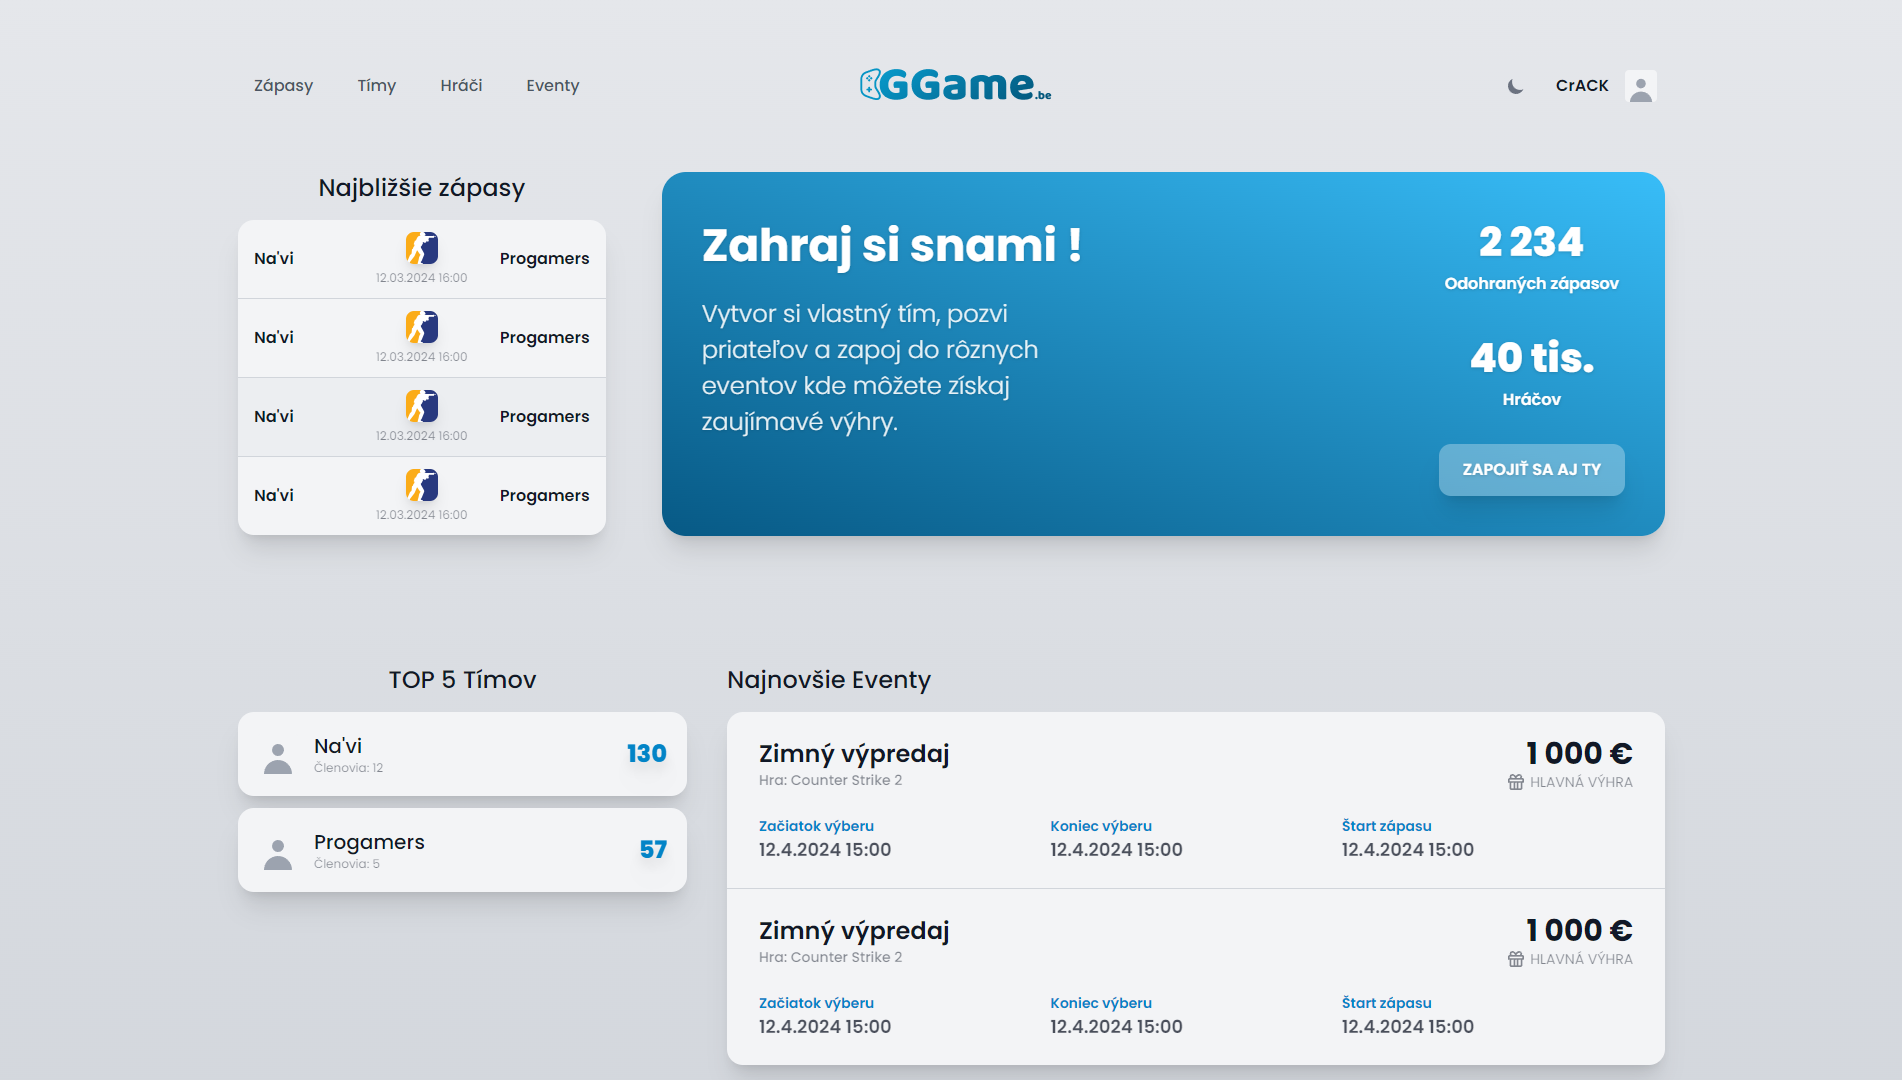 Zápasy
Tímy
Hráči
Eventy
GGame.be
CrACK
Najbližšie zápasy
Na'vi
12.03.2024 16:00
Progamers
Na'vi
12.03.2024 16:00
Progamers
Na'vi
12.03.2024 16:00
Progamers
Na'vi
12.03.2024 16:00
Progamers
Zahraj si snami !
Vytvor si vlastný tím, pozvi
priateľov a zapoj do rôznych
eventov kde môžete získaj
zaujímavé výhry.
2 234
Odohraných zápasov
40 tis.
Hráčov
ZAPOJIŤ SA AJ TY
TOP 5 Tímov
Na'vi
Členovia: 12
130
Progamers
Členovia: 5
57
Najnovšie Eventy
Zimný výpredaj
Hra: Counter Strike 2
1 000 €
HLAVNÁ VÝHRA
Začiatok výberu
12.4.2024 15:00
Koniec výberu
12.4.2024 15:00
Štart zápasu
12.4.2024 15:00
Zimný výpredaj
Hra: Counter Strike 2
1 000 €
HLAVNÁ VÝHRA
Začiatok výberu
12.4.2024 15:00
Koniec výberu
12.4.2024 15:00
Štart zápasu
12.4.2024 15:00